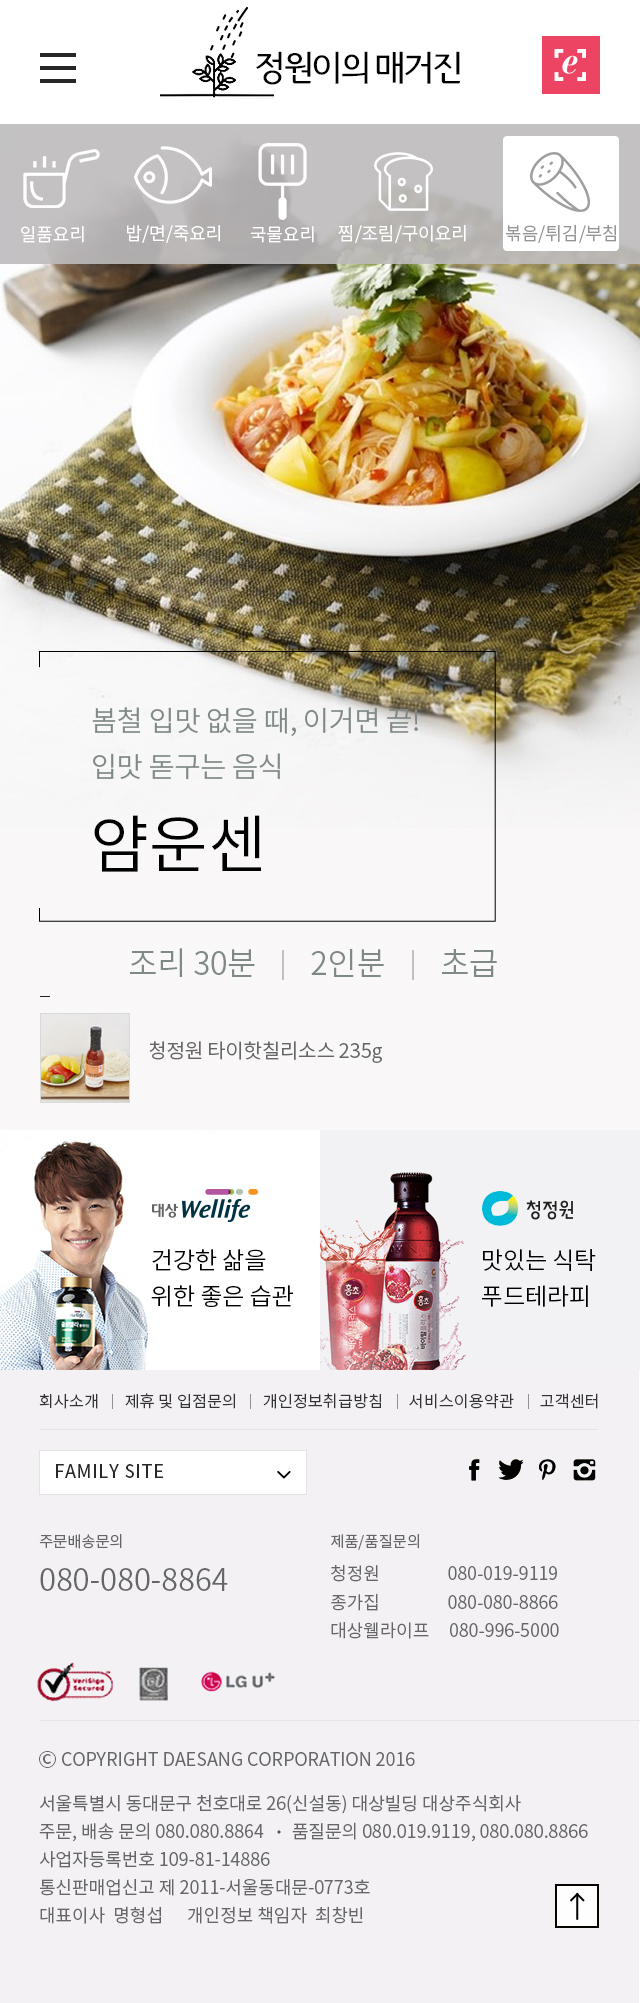 정원이의 매거진
e
일품요리
밥/면/죽요리
국물요리
찜/조림/구이요리
볶음/튀김/부침
봄철 입맛 없을 때, 이거면 끝!
입맛 돋구는 음식
얌운센
조리 30분 | 2인분 | 초급
청정원 타이핫칠리소스 235g
대상 Wellife
건강한 삶을
위한 좋은 습관
홍초
홍초
청정원
맛있는 식탁
푸드테라피
회사소개 | 제휴 및 입점문의 | 개인정보취급방침 | 서비스이용약관 | 고객센터
FAMILY SITE
주문배송문의
080-080-8864
제품/품질문의
청정원 080-019-9119
종가집 080-080-8866
대상웰라이프 080-996-5000
VeriSign
Secured
LG U+
ⓒ COPYRIGHT DAESANG CORPORATION 2016
서울특별시 동대문구 천호대로 26(신설동) 대상빌딩 대상주식회사
주문, 배송 문의 080.080.8864 · 품질문의 080.019.9119, 080.080.8866
사업자등록번호 109-81-14886
통신판매업신고 제 2011-서울동대문-0773호
대표이사 명형섭 개인정보 책임자 최창빈